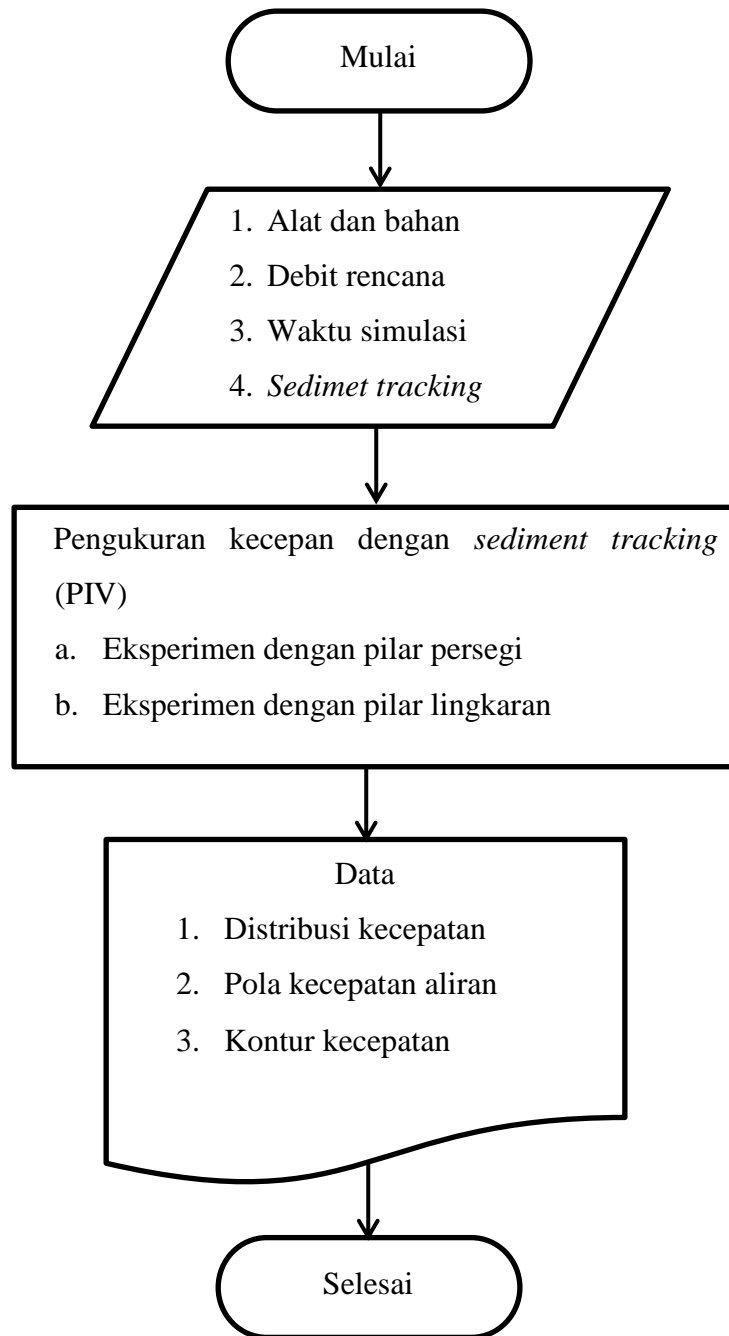 Mulai
1. Alat dan bahan
2. Debit rencana
3. Waktu simulasi
4. Sedimet tracking
Pengukuran kecepan dengan sediment tracking
(PIV)
a. Eksperimen dengan pilar persegi
b. Eksperimen dengan pilar lingkaran
Data
1. Distribusi kecepatan
2. Pola kecepatan aliran
3. Kontur kecepatan
Selesai